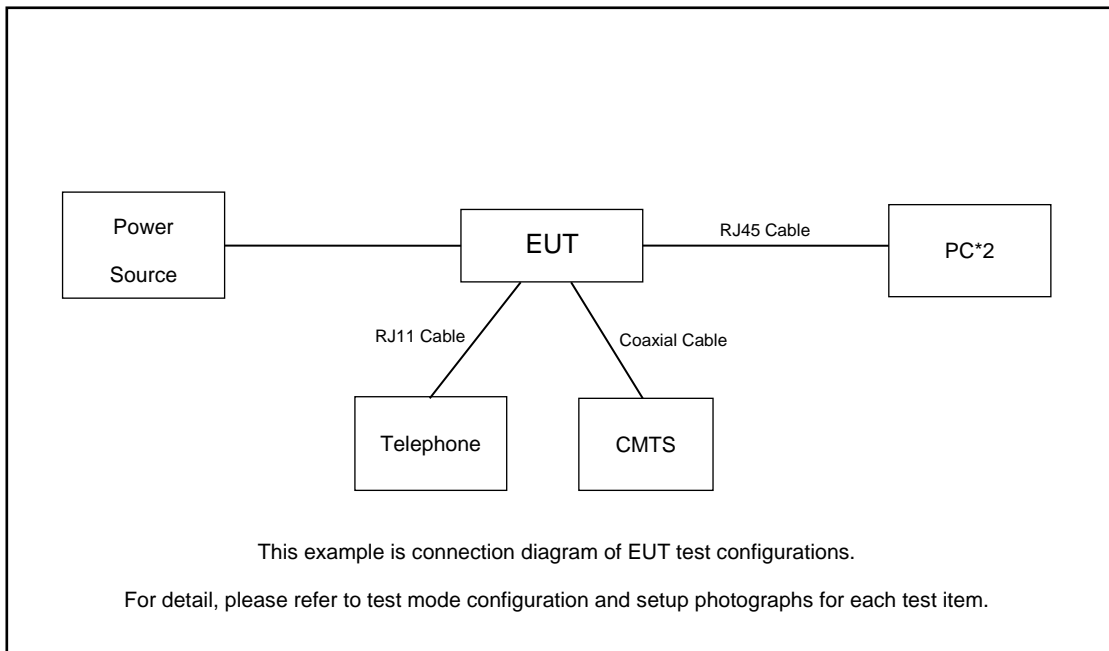 Power
Source
EUT
RJ45 Cable
PC*2
RJ11 Cable
Coaxial Cable
Telephone
CMTS
This example is connection diagram of EUT test configurations.
For detail, please refer to test mode configuration and setup photographs for each test item.